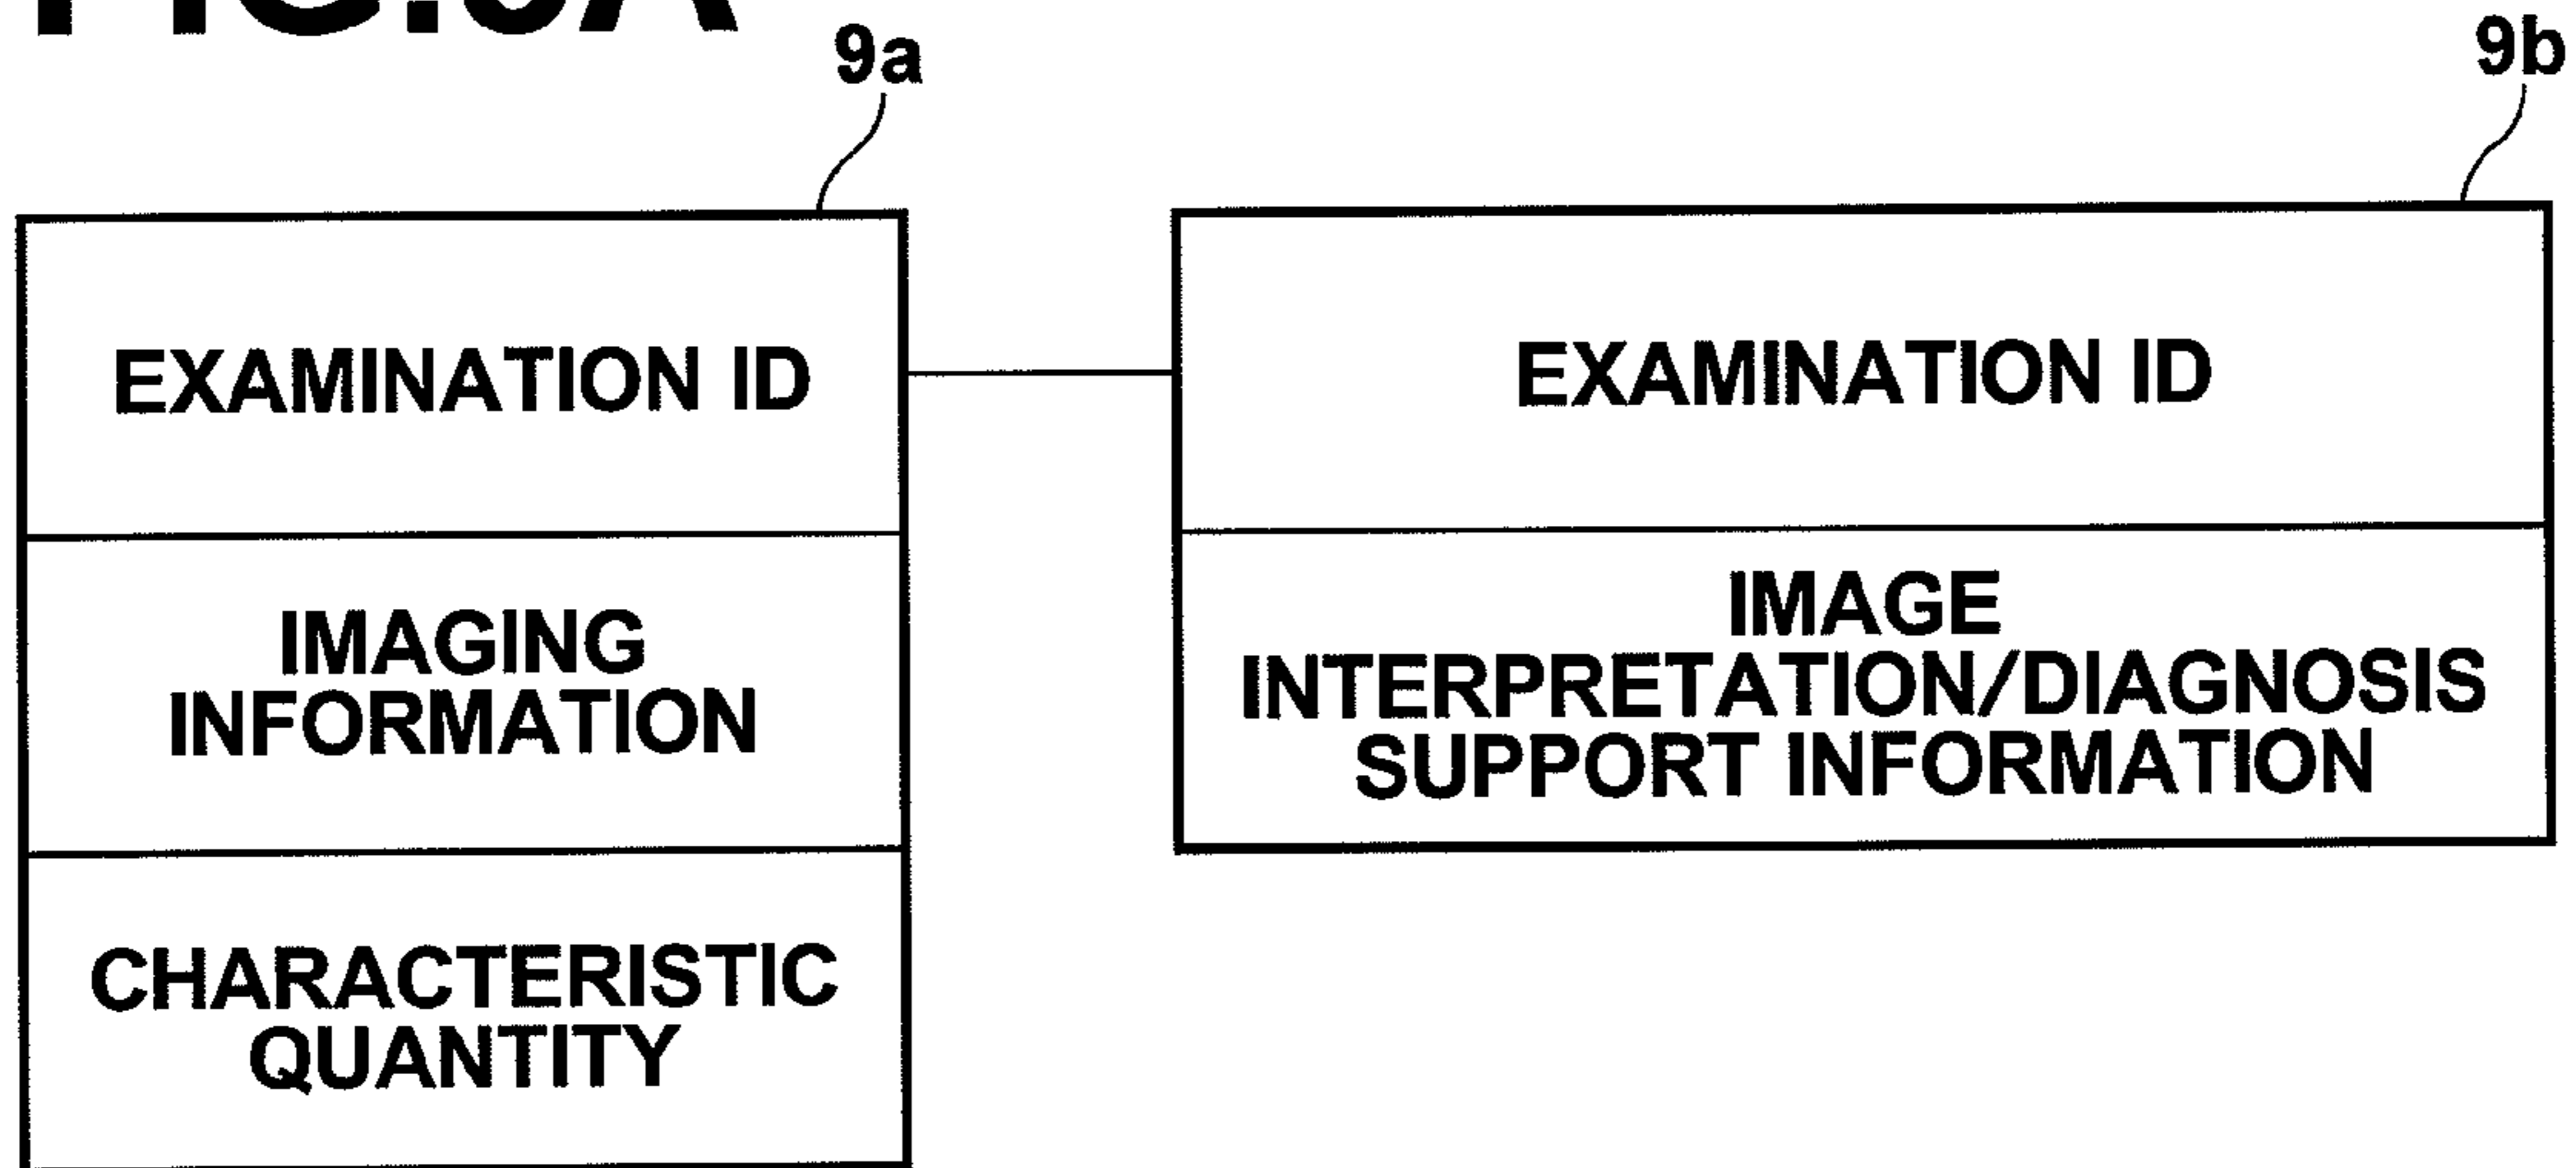 9a
9b
EXAMINATION ID
EXAMINATION ID
IMAGING
INFORMATION
IMAGE
INTERPRETATION/DIAGNOSIS
SUPPORT INFORMATION
CHARACTERISTIC
QUANTITY